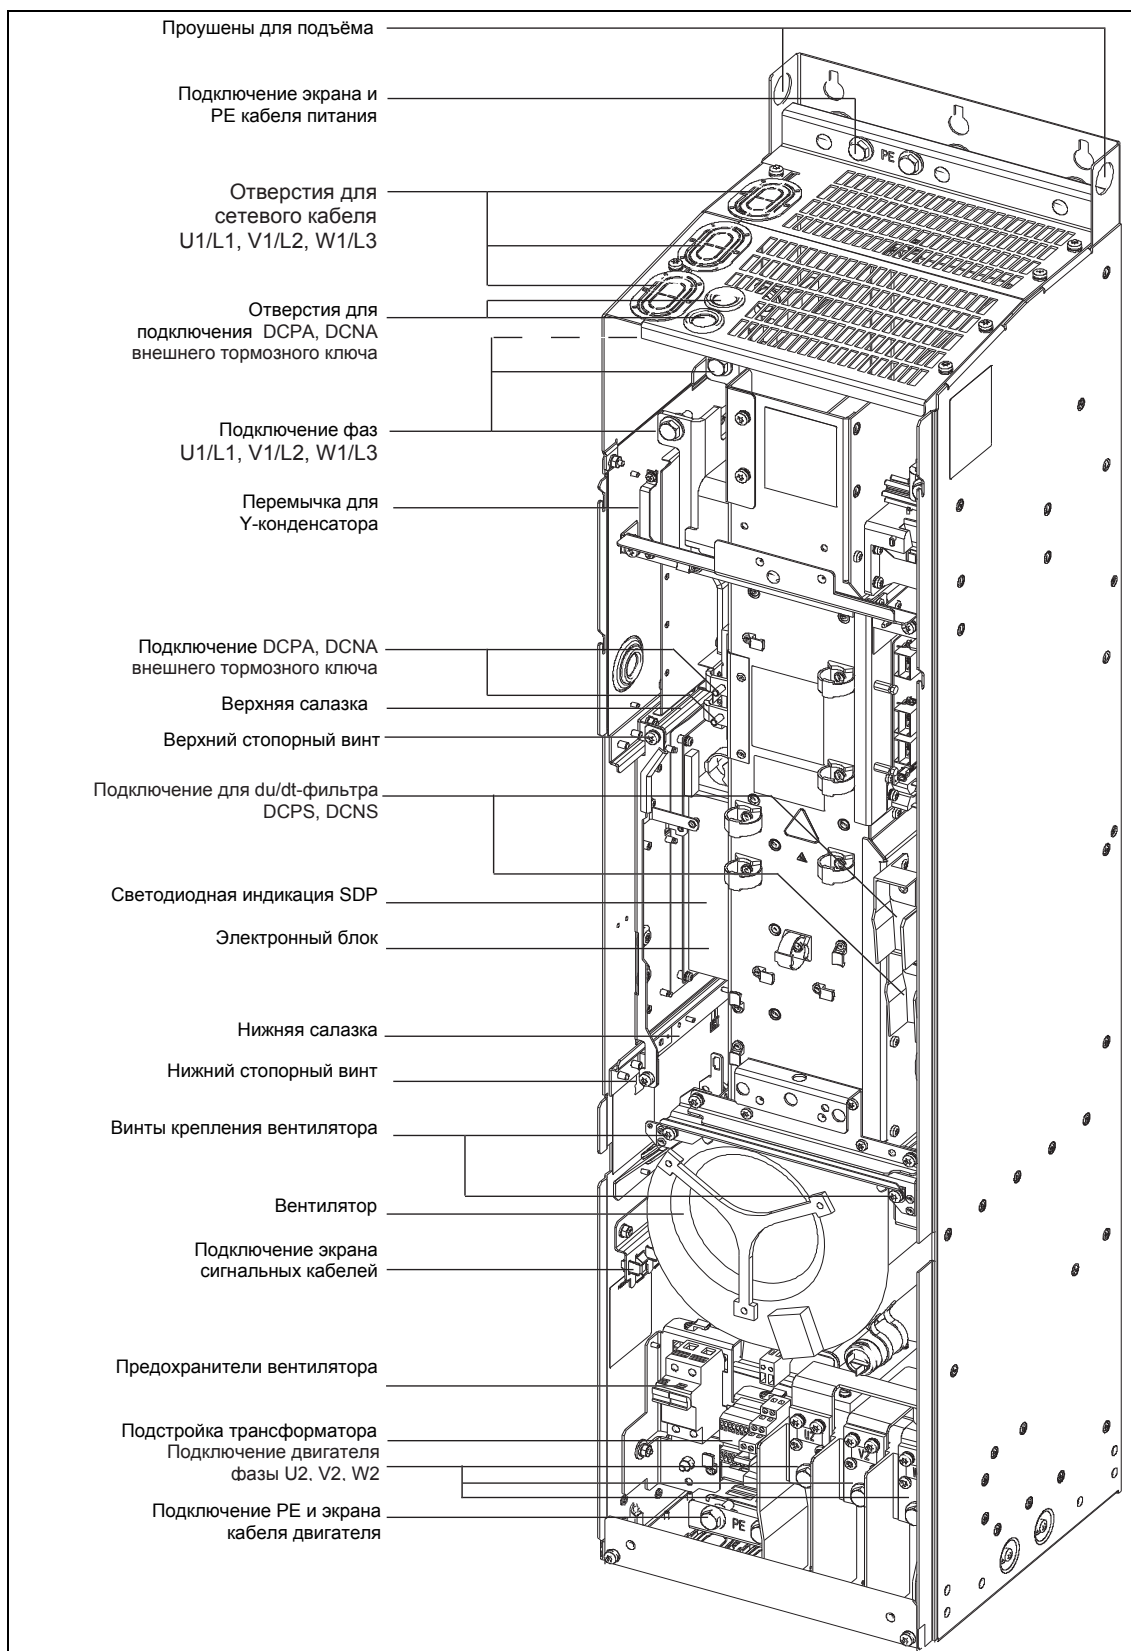 Проушены для подъёма
Подключение экрана и
PE кабеля питания
PE
Отверстия для
сетевого кабеля
U1/L1, V1/L2, W1/L3
Отверстия для
подключения DCPA, DCNA
внешнего тормозного ключа
Подключение фаз
U1/L1, V1/L2, W1/L3
Перемычка для
Y-конденсатора
Подключение DCPA, DCNA
внешнего тормозного ключа
Верхняя салазка
Верхний стопорный винт
Подключение для du/dt-фильтра
DCPS, DCNS
Светодиодная индикация SDP
Электронный блок
Нижняя салазка
Нижний стопорный винт
Винты крепления вентилятора
Вентилятор
Подключение экрана
сигнальных кабелей
Предохранители вентилятора
Подстройка трансформатора
Подключение двигателя
фазы U2, V2, W2
U2
V2
Подключение PE и экрана
кабеля двигателя
PE